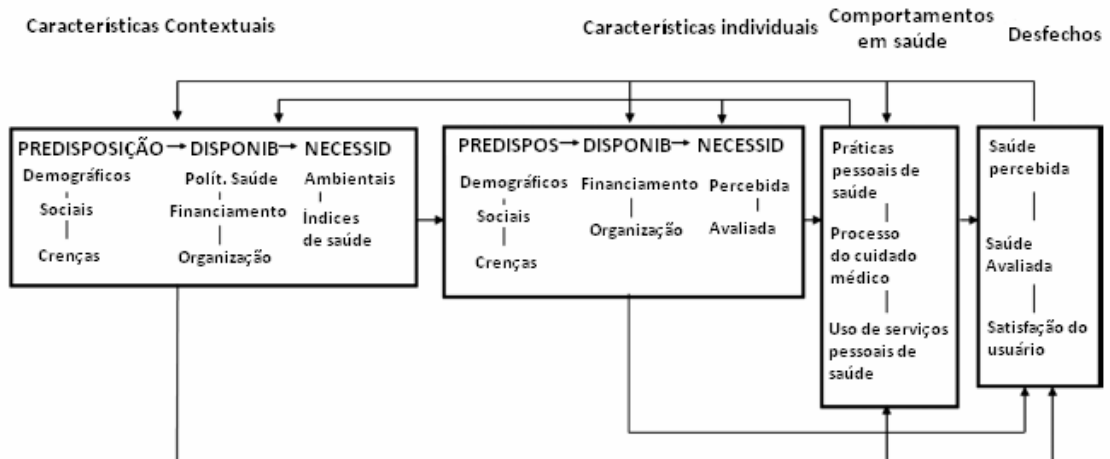 Características Contextuais
Características individuais
Comportamentos
em saúde
Desfechos
PREDISPOSIÇÃO
DISPONIB
NECESSID
Demográficos
Sociais
Crenças
Polít. Saúde
Financiamento
Organização
Ambientais
Índices
de saúde
PREDISPOS
DISPONIB
NECESSID
Demográficos
Sociais
Crenças
Financiamento
Organização
Percebida
Avaliada
Práticas
pessoais de
saúde
Processo
do cuidado
médico
Uso de serviços
pessoais de
saúde
Saúde
percebida
Saúde
Avaliada
Satisfação do
usuário